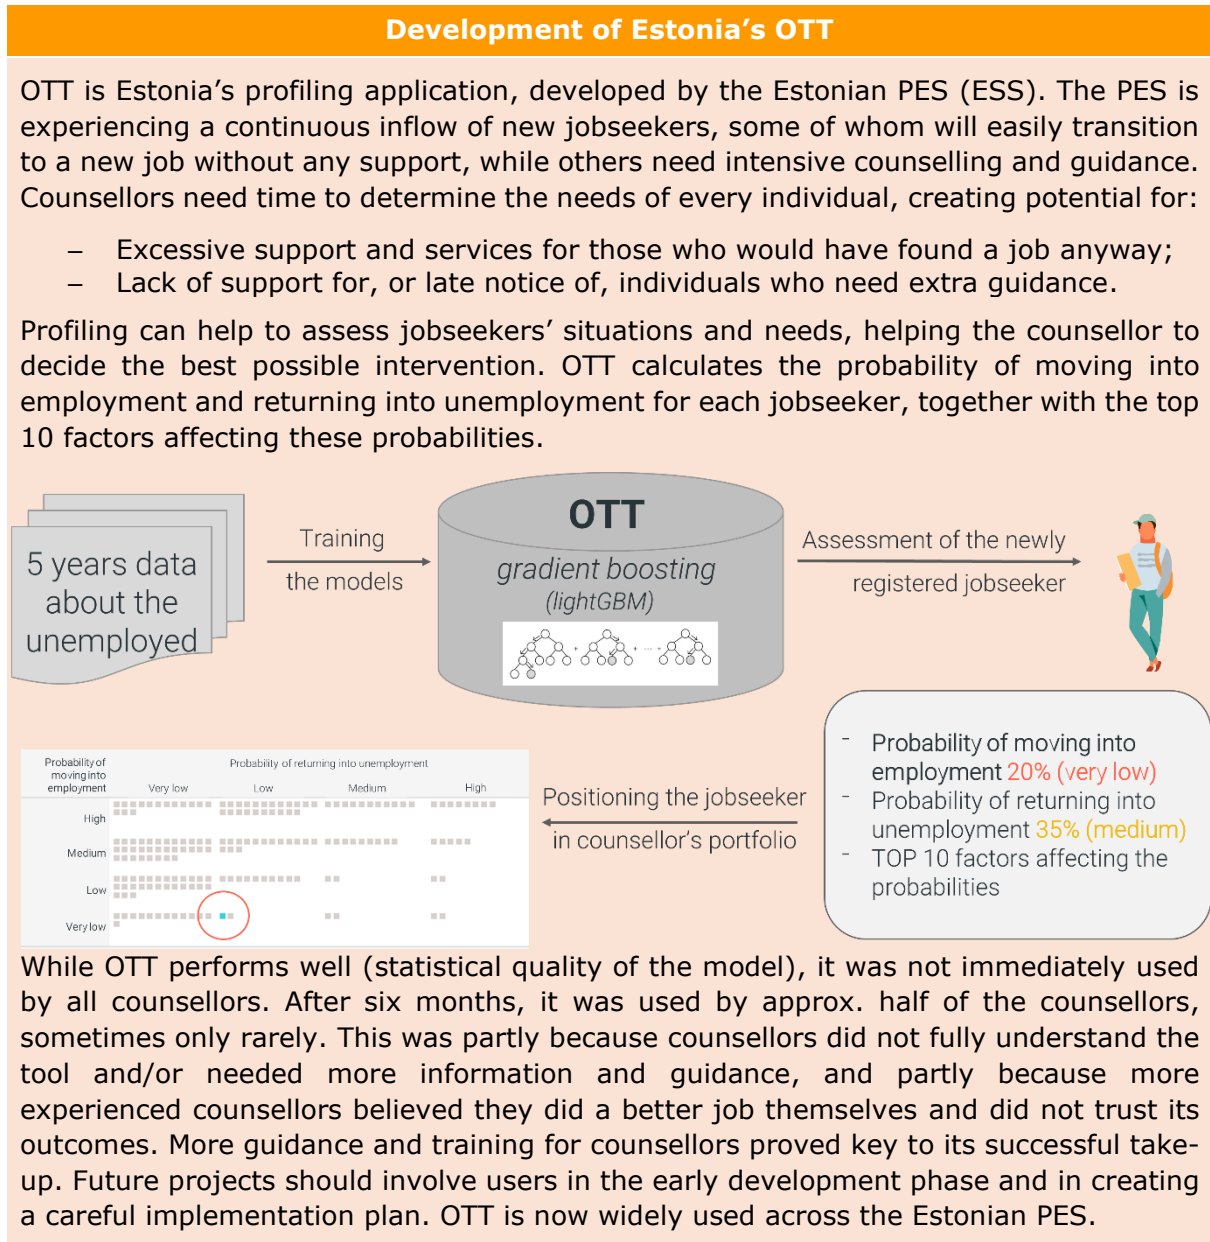 Development of Estonia’s OTT
OTT is Estonia’s profiling application, developed by the Estonian PES (ESS). The PES is
experiencing a continuous inflow of new jobseekers, some of whom will easily transition
to a new job without any support, while others need intensive counselling and guidance.
Counsellors need time to determine the needs of every individual, creating potential for:
– Excessive support and services for those who would have found a job anyway;
– Lack of support for, or late notice of, individuals who need extra guidance.
Profiling can help to assess jobseekers’ situations and needs, helping the counsellor to
decide the best possible intervention. OTT calculates the probability of moving into
employment and returning into unemployment for each jobseeker, together with the top
10 factors affecting these probabilities.
5 years data
about the
unemployed
Training
the models
OTT
gradient boosting
(lightGBM)
Assessment of the newly
registered jobseeker
- Probability of moving into
employment 20% (very low)
- Probability of returning into
unemployment 35% (medium)
- TOP 10 factors affecting the
probabilities
Positioning the jobseeker
in counsellor’s portfolio
Probability of
moving into
employment
Probability of returning into unemployment
Very low Low Medium High
High
Medium
Low
Very low
While OTT performs well (statistical quality of the model), it was not immediately used
by all counsellors. After six months, it was used by approx. half of the counsellors,
sometimes only rarely. This was partly because counsellors did not fully understand the
tool and/or needed more information and guidance, and partly because more
experienced counsellors believed they did a better job themselves and did not trust its
outcomes. More guidance and training for counsellors proved key to its successful take-
up. Future projects should involve users in the early development phase and in creating
a careful implementation plan. OTT is now widely used across the Estonian PES.